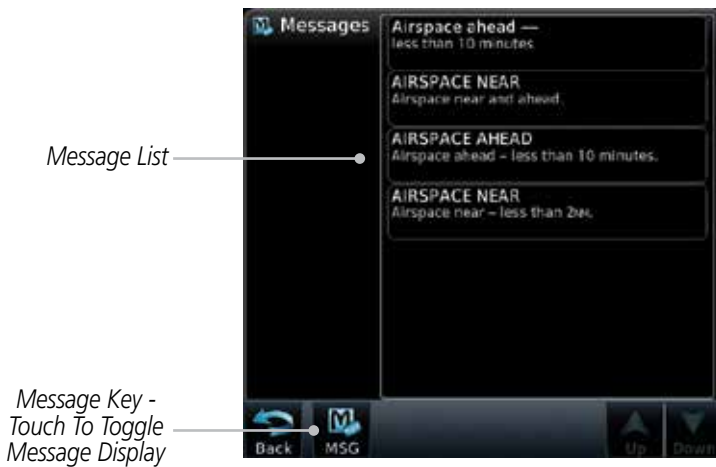 Messages
Airspace ahead —
less than 10 minutes
AIRSPACE NEAR
Airspace near and ahead.
AIRSPACE AHEAD
Airspace ahead – less than 10 minutes.
AIRSPACE NEAR
Airspace near – less than 2NM.
Message List
Message Key -
Touch To Toggle
Message Display
Back
MSG
Up
Down